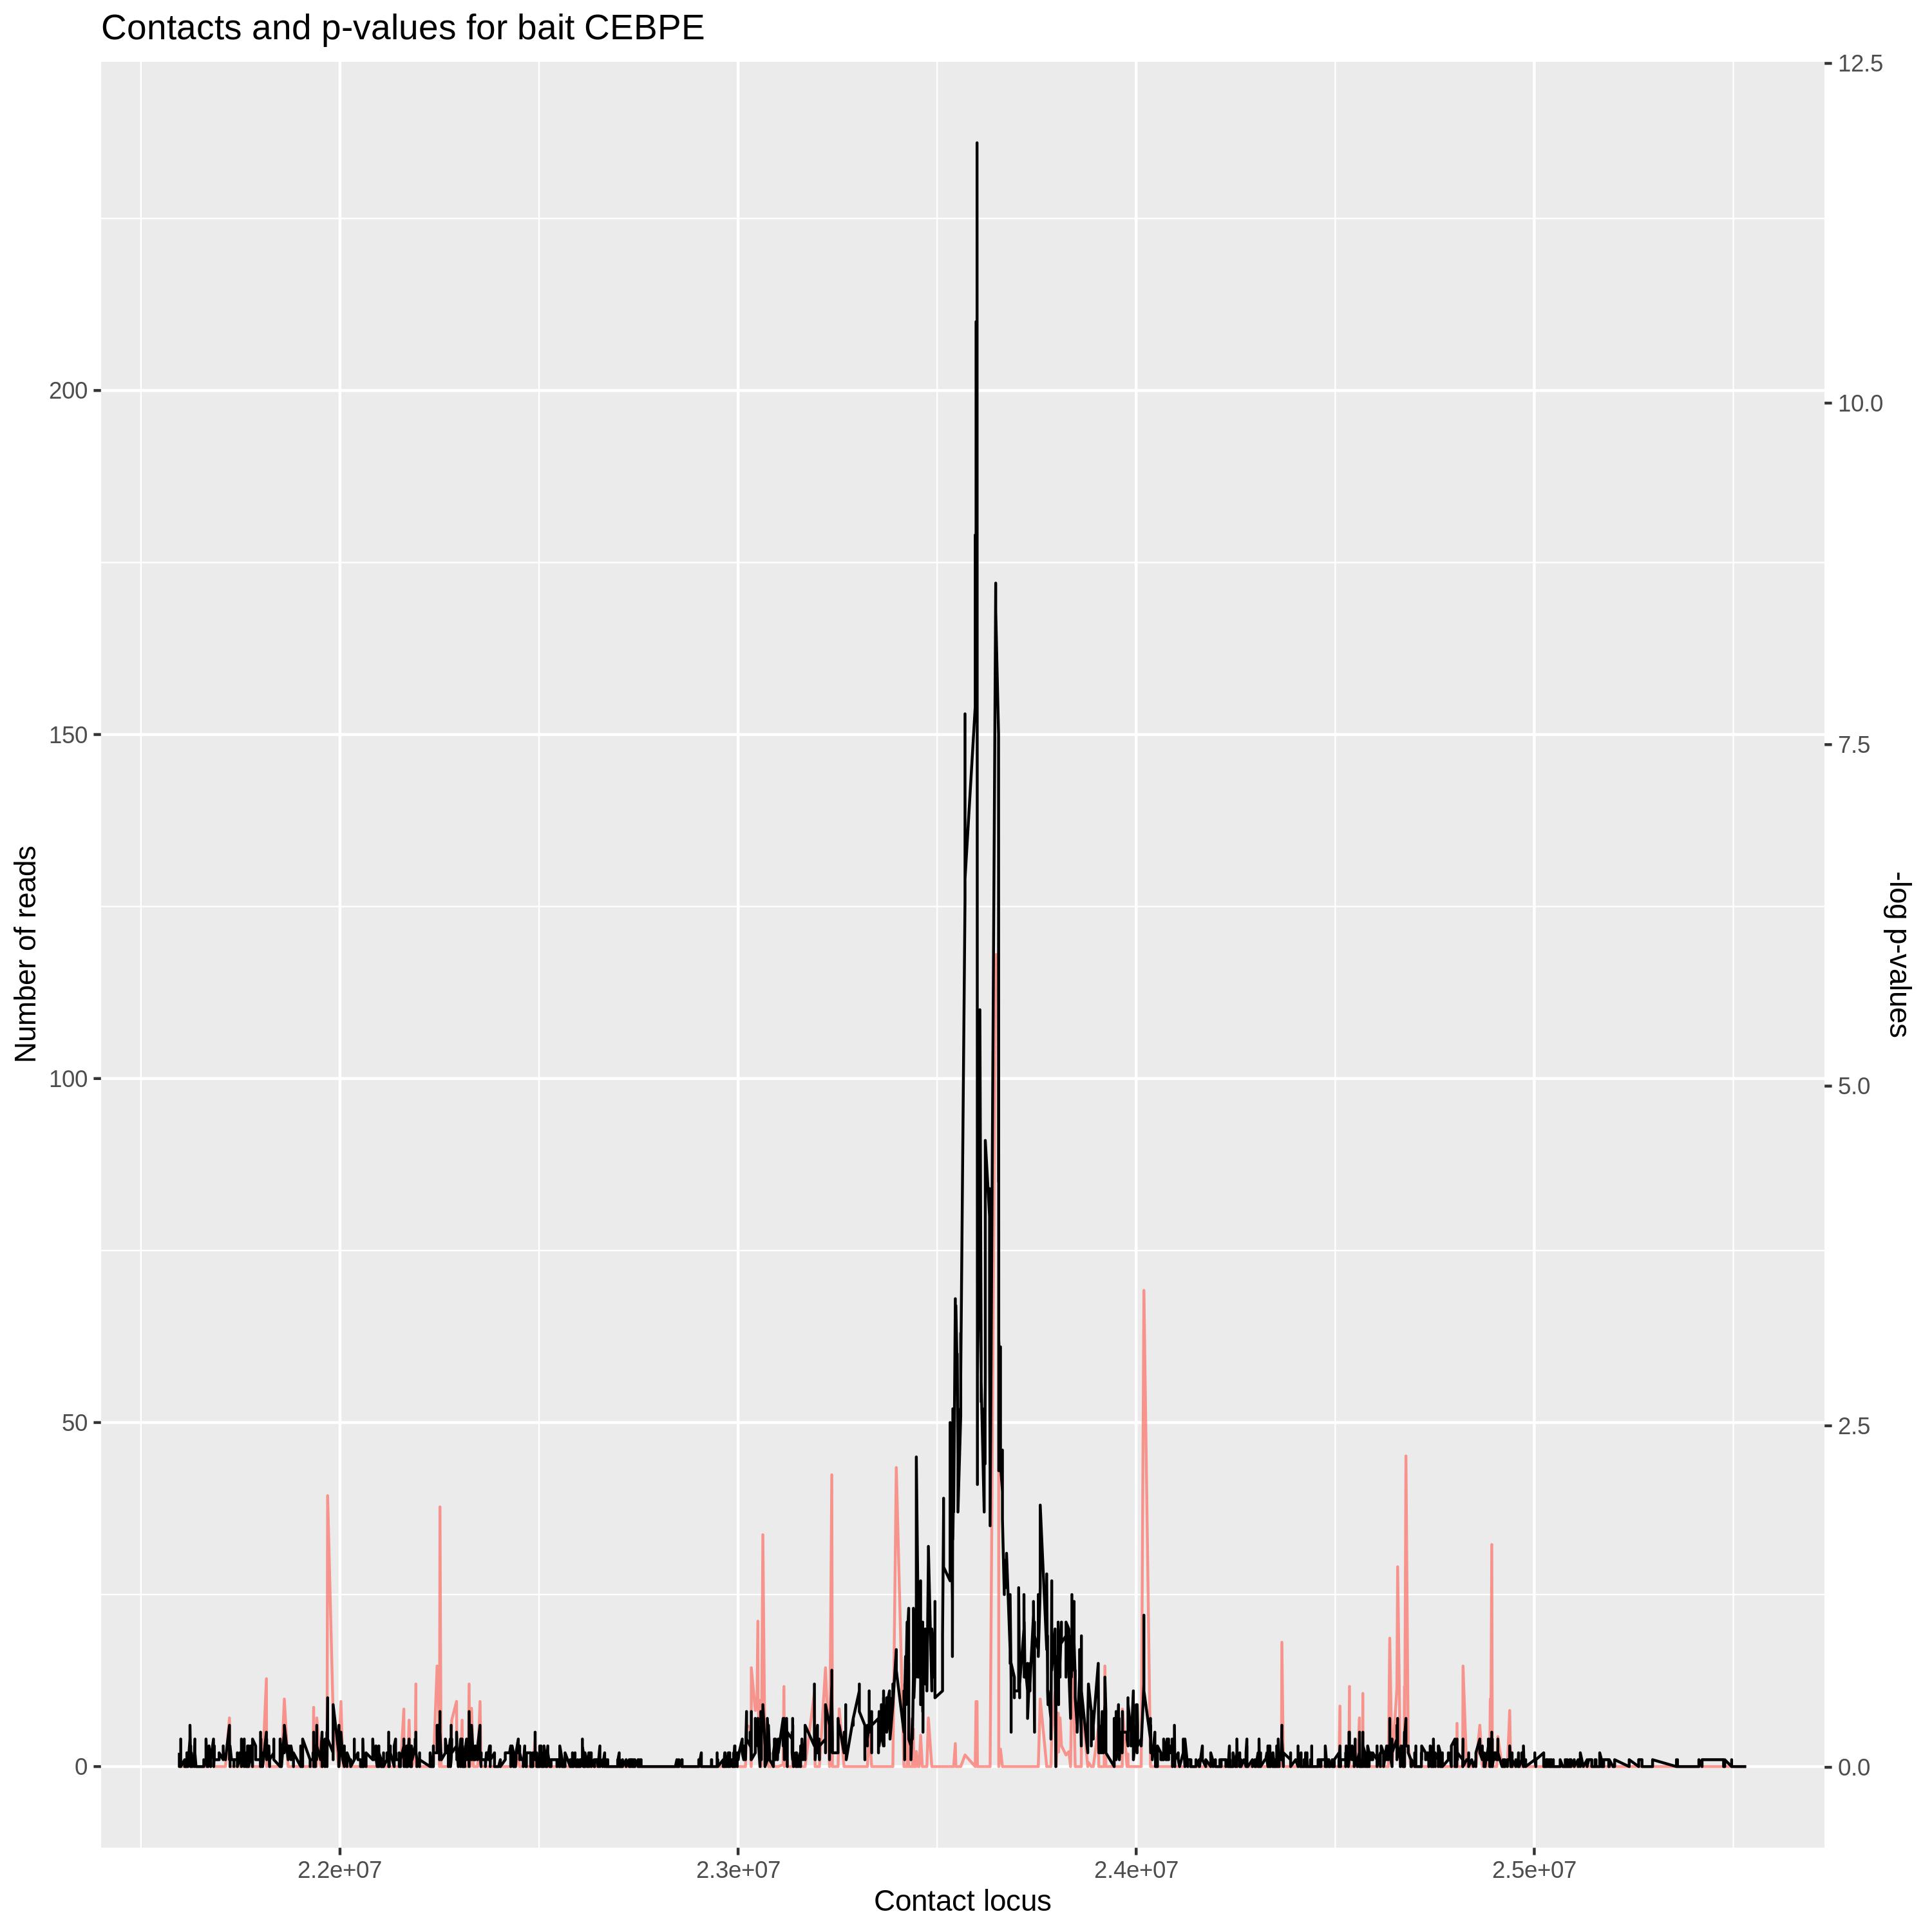 Contacts and p-values for bait CEBPE
12.5
10.0
7.5
5.0
2.5
0.0
-log p-values
200
150
100
50
0
Number of reads
2.2e+07
2.3e+07
2.4e+07
2.5e+07
Contact locus